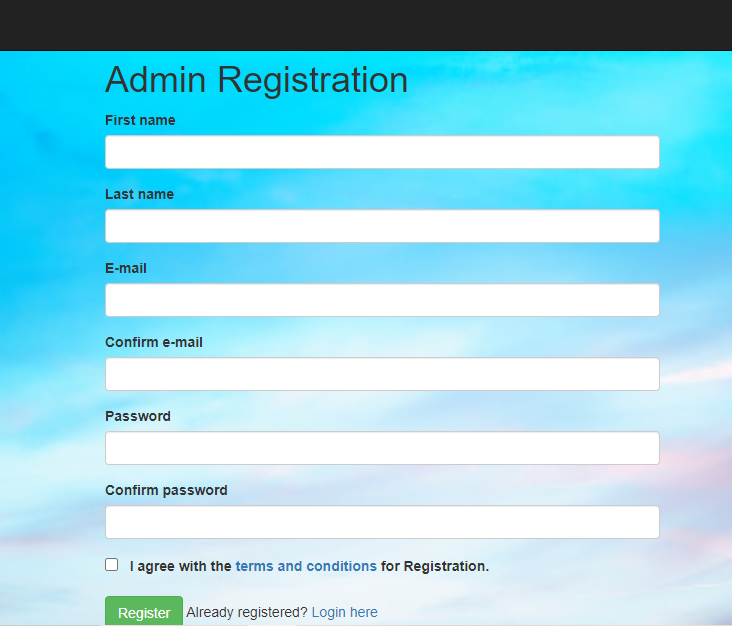 Admin Registration
First name
Last name
E-mail
Confirm e-mail
Password
Confirm password
I agree with the terms and conditions for Registration.
Register Already registered? Login here